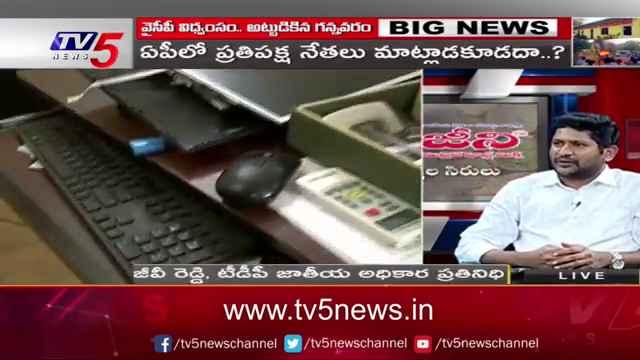 వైసీపీ విధ్వంసం.. అట్టుడికిన గన్నవరం
BIG NEWS
TV5
NEWS
ఏపీలో ప్రతిపక్ష నేతలు మాట్లాడకూడదా..?
జీని
ల సిరులు
జీవీ రెడ్డి, టీడీపీ జాతీయ అధికార ప్రతినిధి
LIVE
www.tv5news.in
/tv5newschannel
/tv5newschannel
/tv5newschannel